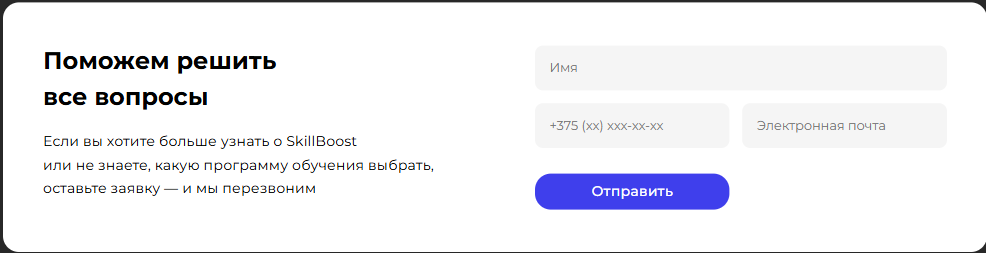 Поможем решить
все вопросы
Если вы хотите больше узнать о SkillBoost
или не знаете, какую программу обучения выбрать,
оставьте заявку — и мы перезвоним
Имя
+375 (xx) xxx-xx-xx
Электронная почта
Отправить